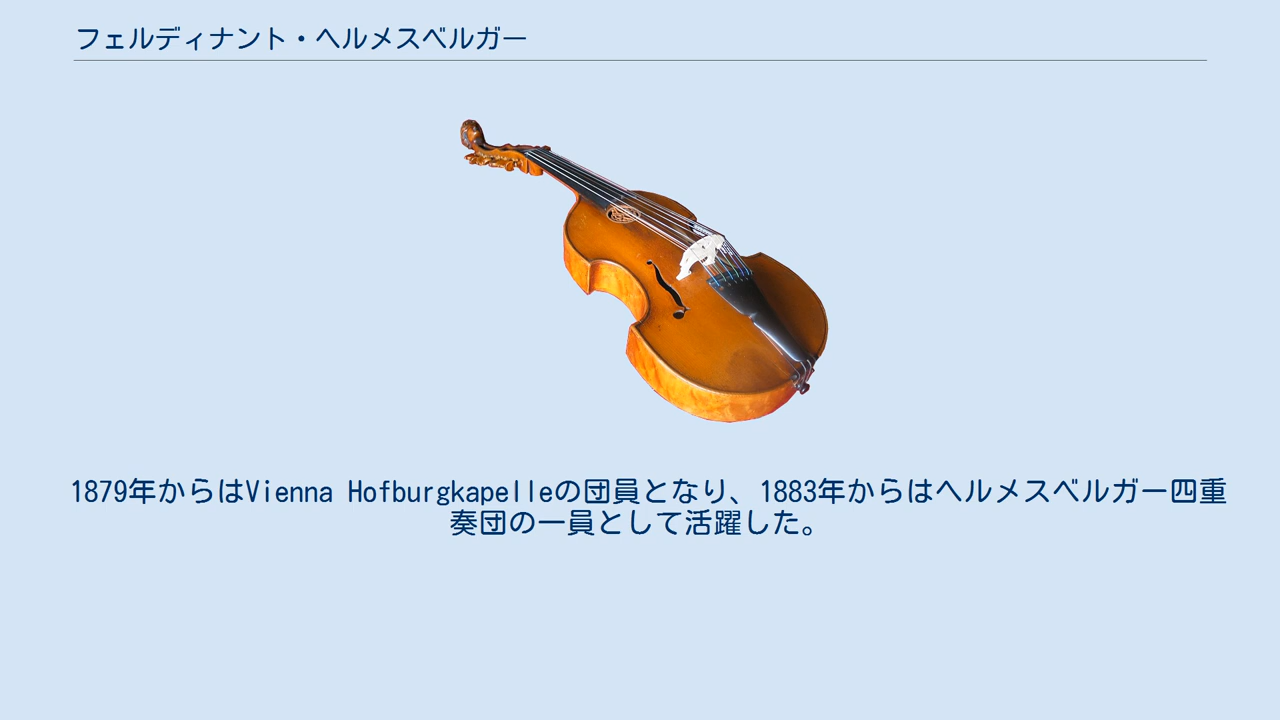 フェルディナント・ヘルメスベルガー
1879年からはVienna Hofburgkapelleの団員となり、1883年からはヘルメスベルガー四重
奏団の一員として活躍した。